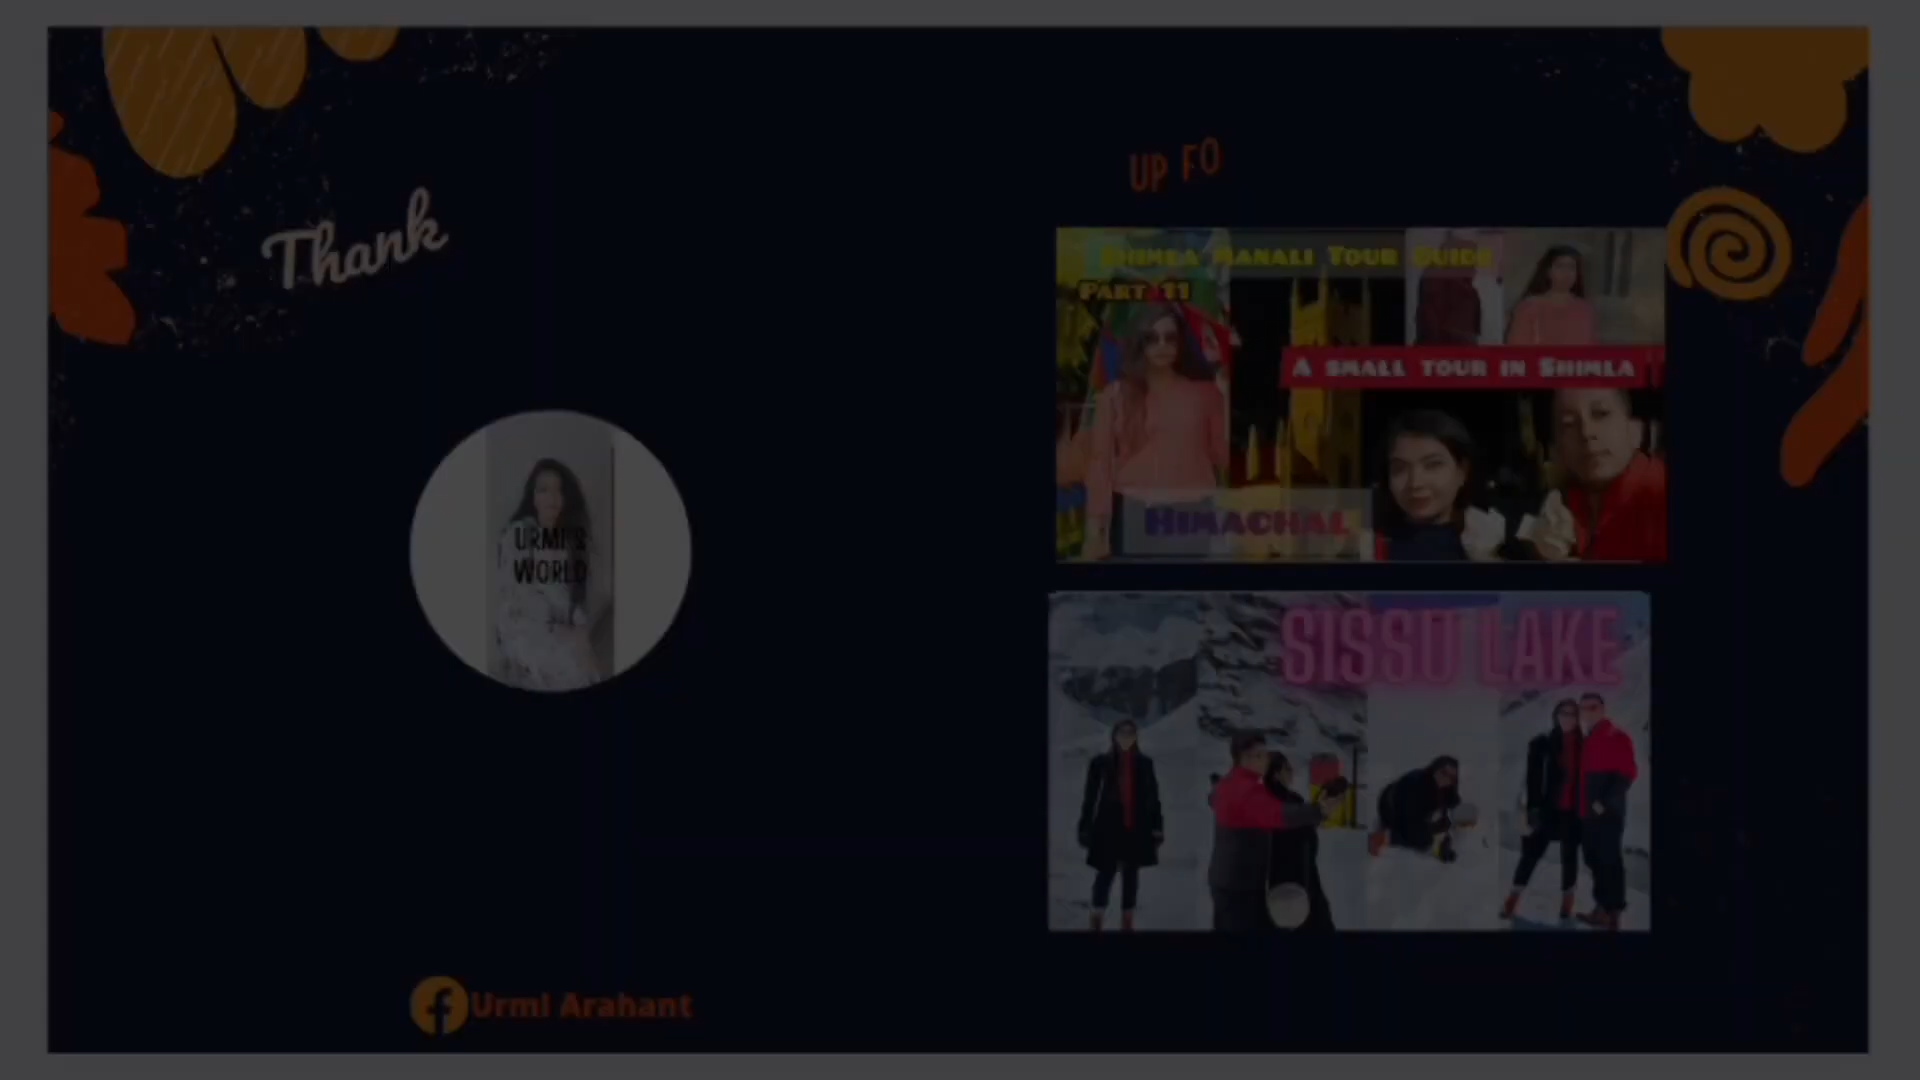 Thank
UP FO
SHIMLA MANALI TOUR GUIDE
PART 11
A SMALL TOUR IN SHIMLA
HIMACHAL
URMI'S
WORLD
SISSU LAKE
Urmi Arahant